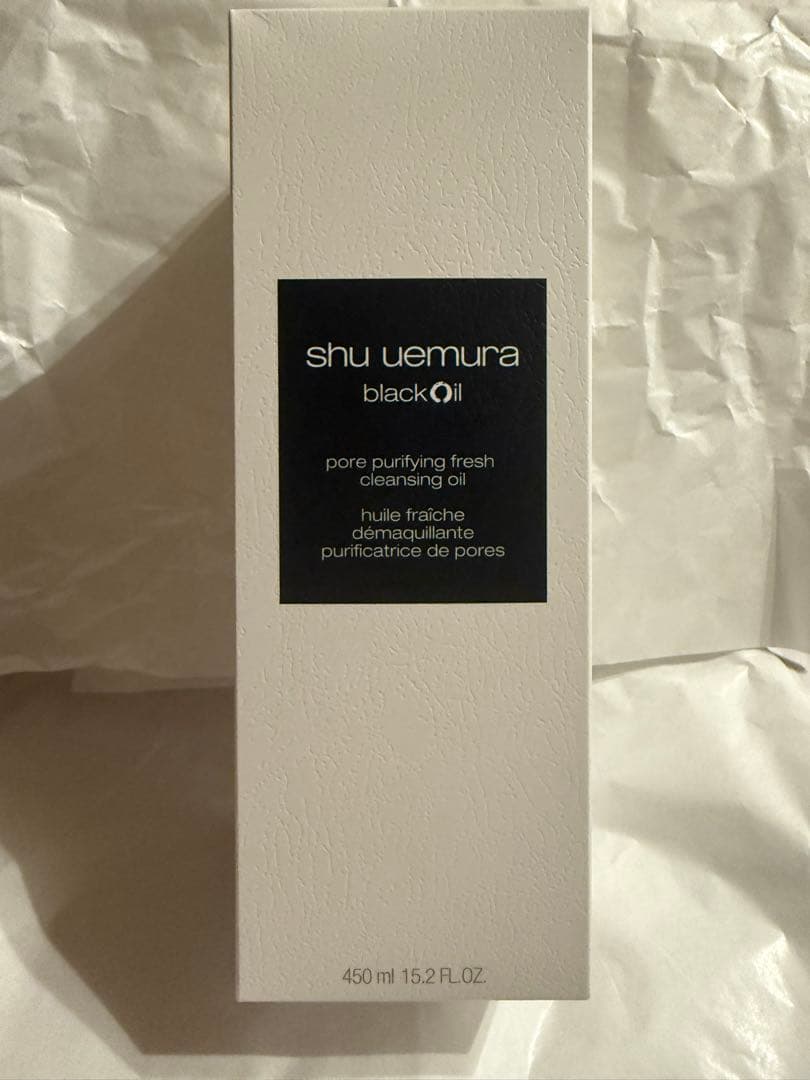 shu uemura
blackOil
pore purifying fresh
cleansing oil
huile fraîche
démaquillante
purificatrice de pores
450 ml 15.2 FL.OZ.